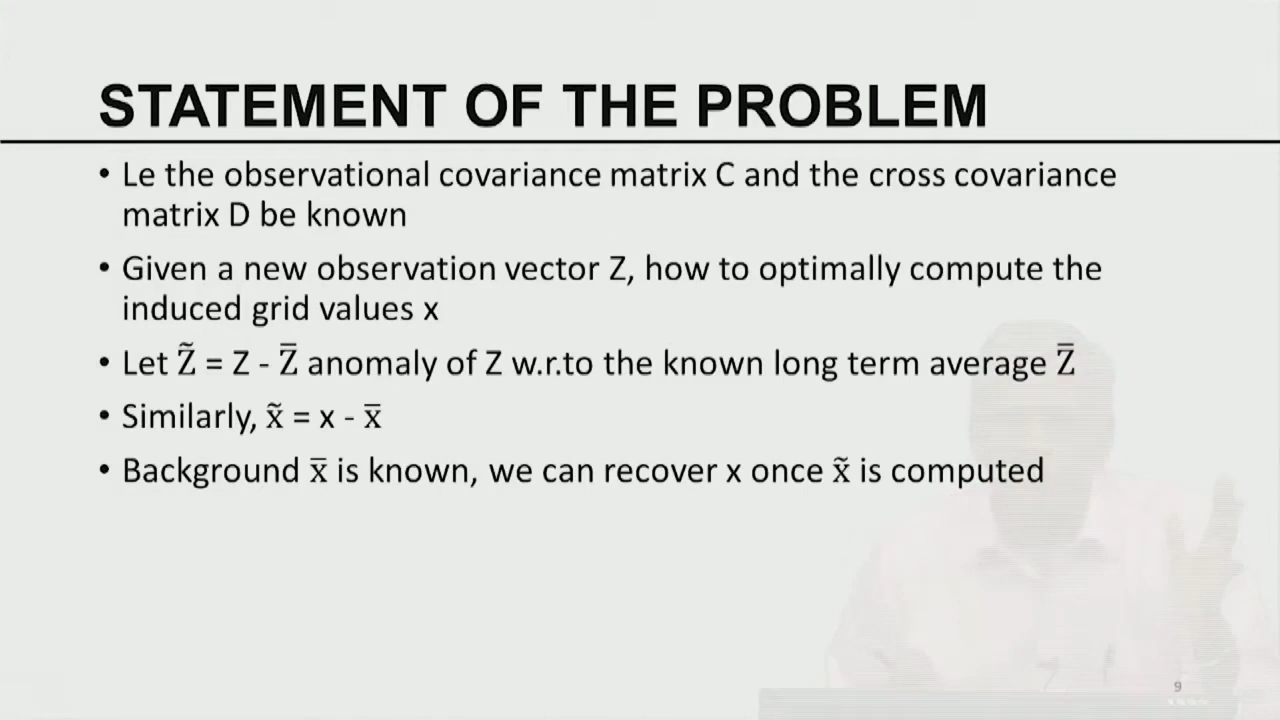 STATEMENT OF THE PROBLEM
• Le the observational covariance matrix C and the cross covariance
matrix D be known
• Given a new observation vector Z, how to optimally compute the
induced grid values x
• Let Z̃ = Z - Z̅ anomaly of Z w.r.to the known long term average Z̅
• Similarly, x̃ = x - x̅
• Background x̅ is known, we can recover x once x̃ is computed
9